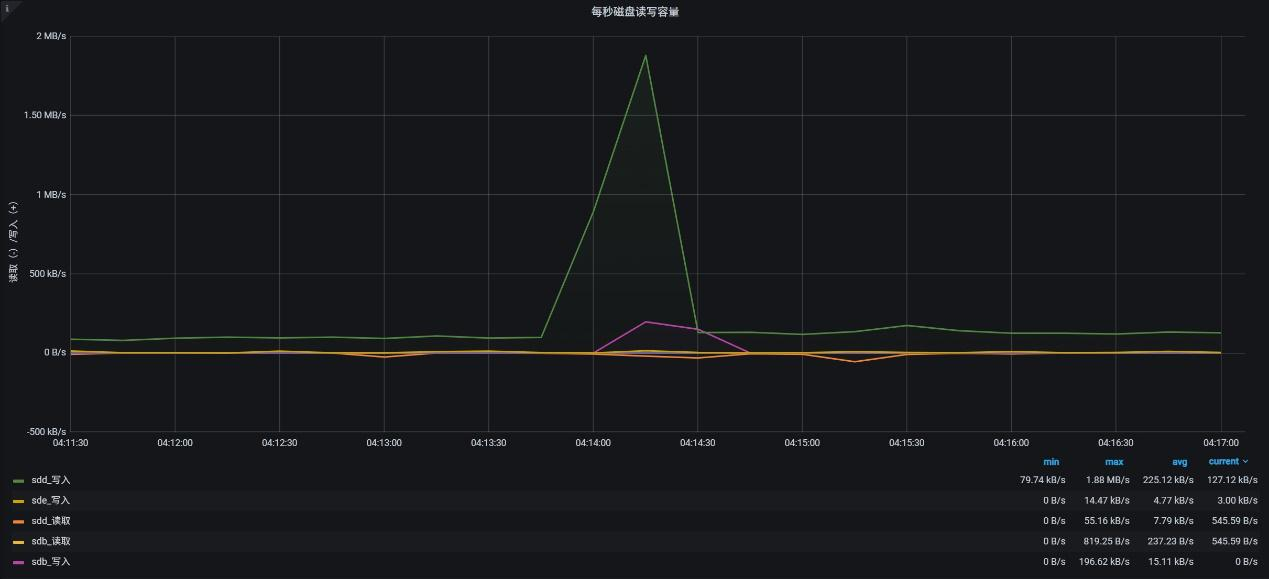 i
每秒磁盘读写容量
2 MB/s
1.50 MB/s
1 MB/s
500 kB/s
0 B/s
-500 kB/s
读取（-）/写入（+）
04:11:30 04:12:00 04:12:30 04:13:00 04:13:30 04:14:00 04:14:30 04:15:00 04:15:30 04:16:00 04:16:30 04:17:00
min max avg current
sdd_写入 79.74 kB/s 1.88 MB/s 225.12 kB/s 127.12 kB/s
sde_写入 0 B/s 14.47 kB/s 4.77 kB/s 3.00 kB/s
sdd_读取 0 B/s 55.16 kB/s 7.79 kB/s 545.59 B/s
sdb_读取 0 B/s 819.25 B/s 237.23 B/s 545.59 B/s
sdb_写入 0 B/s 196.62 kB/s 15.11 kB/s 0 B/s